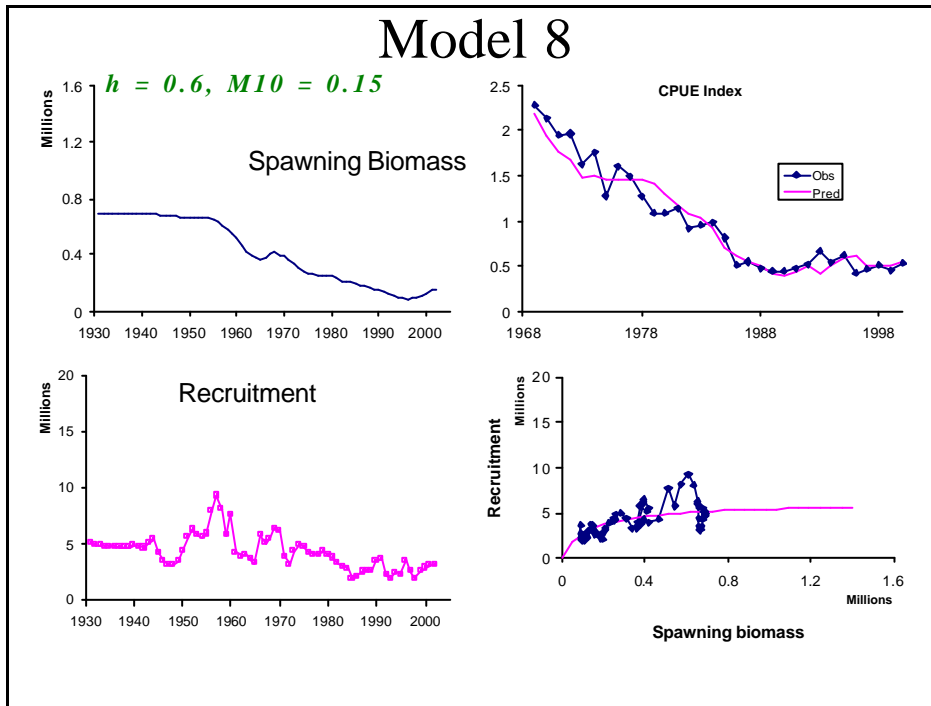 Model 8
h = 0.6, M10 = 0.15
Millions
1.6
1.2
0.8
0.4
0
Spawning Biomass
1930 1940 1950 1960 1970 1980 1990 2000
CPUE Index
2.5
2
1.5
1
0.5
0
Obs
Pred
1968 1978 1988 1998
Recruitment
Millions
20
15
10
5
0
1930 1940 1950 1960 1970 1980 1990 2000
Recruitment
Millions
20
15
10
5
0
0 0.4 0.8 1.2 1.6
Millions
Spawning biomass